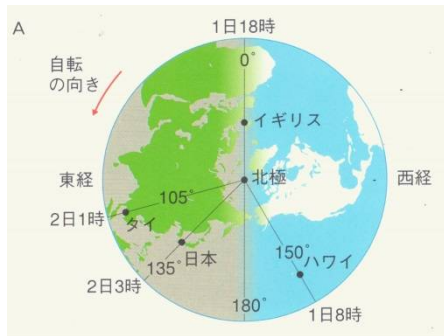 A
1日18時
0°
自転
の向き
イギリス
東経
北極
西経
105°
タイ
2日1時
日本
135°
2日3時
150°
ハワイ
180°
1日8時